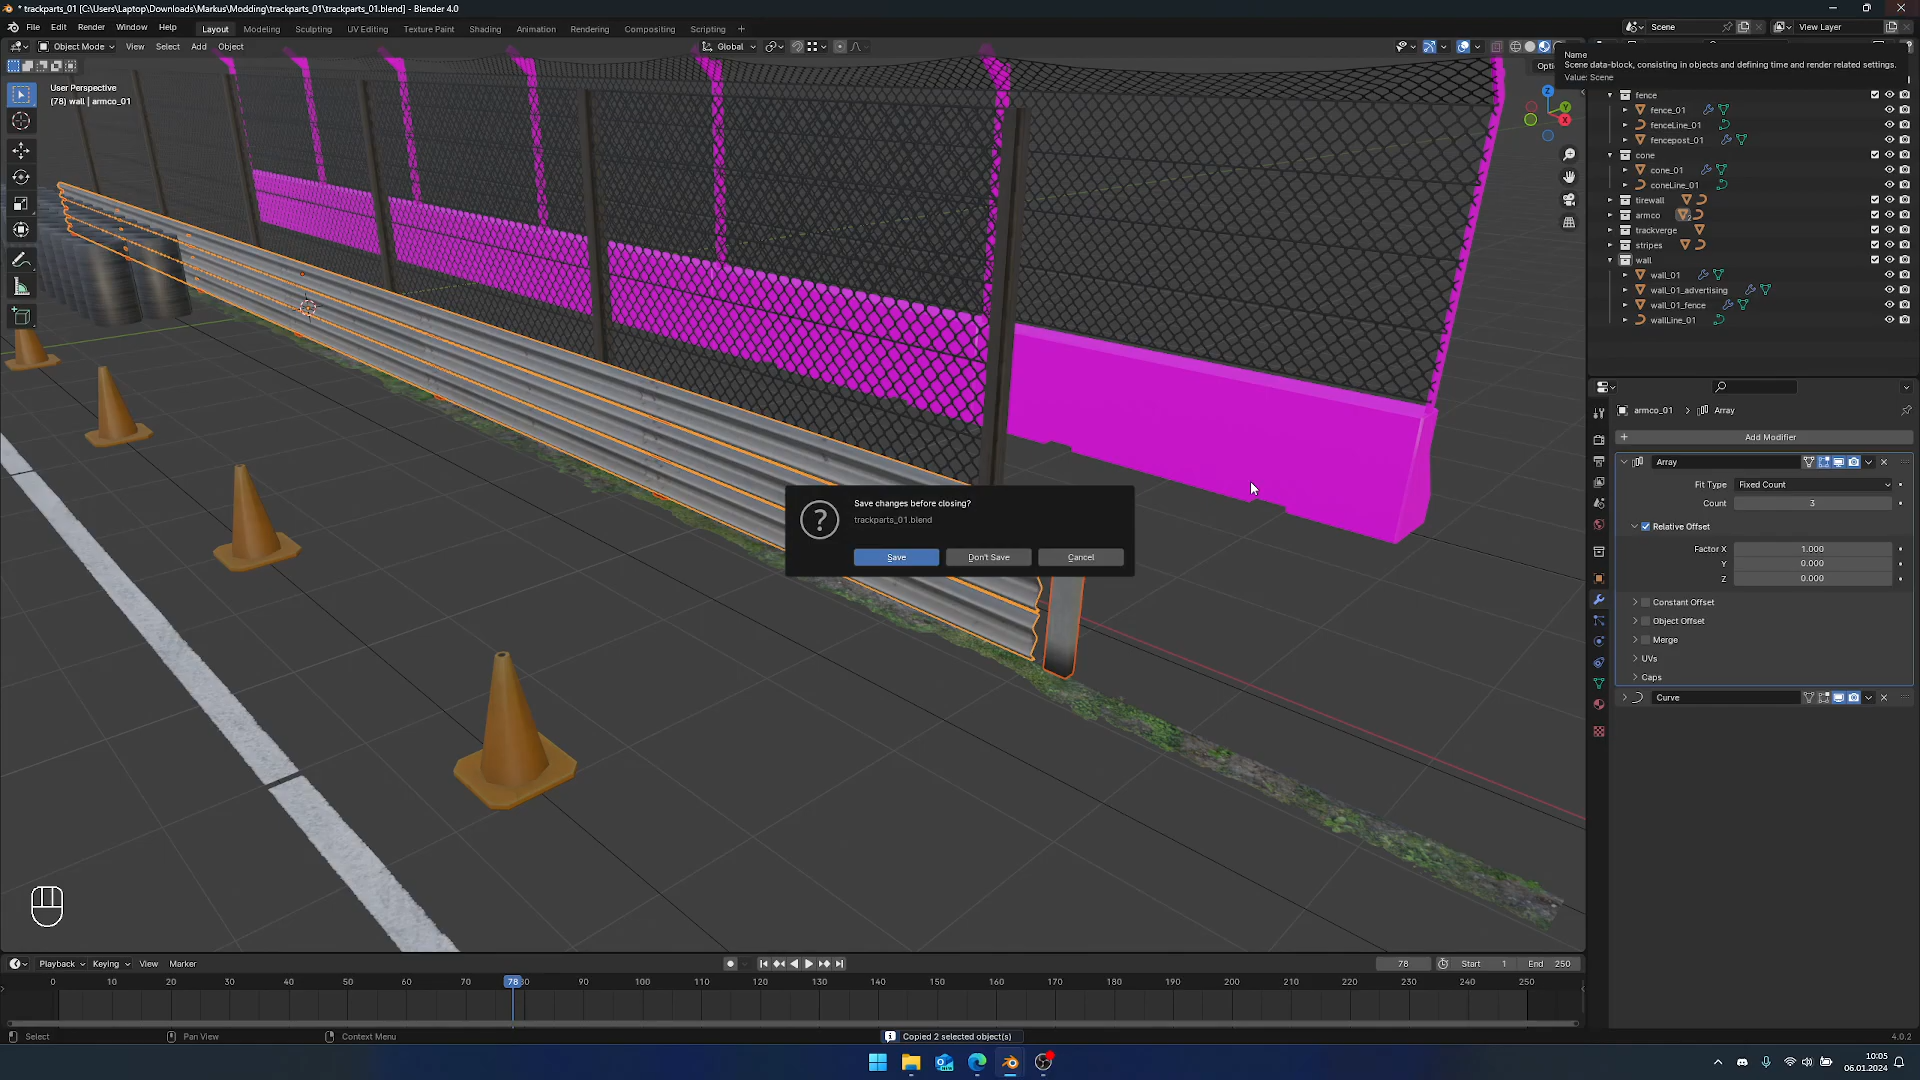 * trackparts_01 [C:\Users\Laptop\Downloads\Markus\Modding\trackparts_01\trackparts_01.blend] - Blender 4.0
File Edit Render Window Help Layout Modeling Sculpting UV Editing Texture Paint Shading Animation Rendering Compositing Scripting + Scene View Layer
Object Mode View Select Add Object Global
Opti
Name
Scene data-block, consisting in objects and defining time and render related settings.
Value: Scene
User Perspective
(78) wall | armco_01
Z
Y
X
fence
fence_01
fenceLine_01
fencepost_01
cone
cone_01
coneLine_01
tirewall
armco 2
trackverge
stripes
wall
wall_01
wall_01_advertising
wall_01_fence
wallLine_01
armco_01 > Array
+ Add Modifier
Array
Fit Type Fixed Count
Count 3
Relative Offset
Factor X 1.000
Y 0.000
Z 0.000
Constant Offset
Object Offset
Merge
UVs
Caps
Curve
? Save changes before closing?
trackparts_01.blend
Save Don't Save Cancel
Playback Keying View Marker 78 Start 1 End 250
0 10 20 30 40 50 60 70 78 80 90 100 110 120 130 140 150 160 170 180 190 200 210 220 230 240 250
Select Pan View Context Menu Copied 2 selected object(s) 4.0.2
10:05
06.01.2024